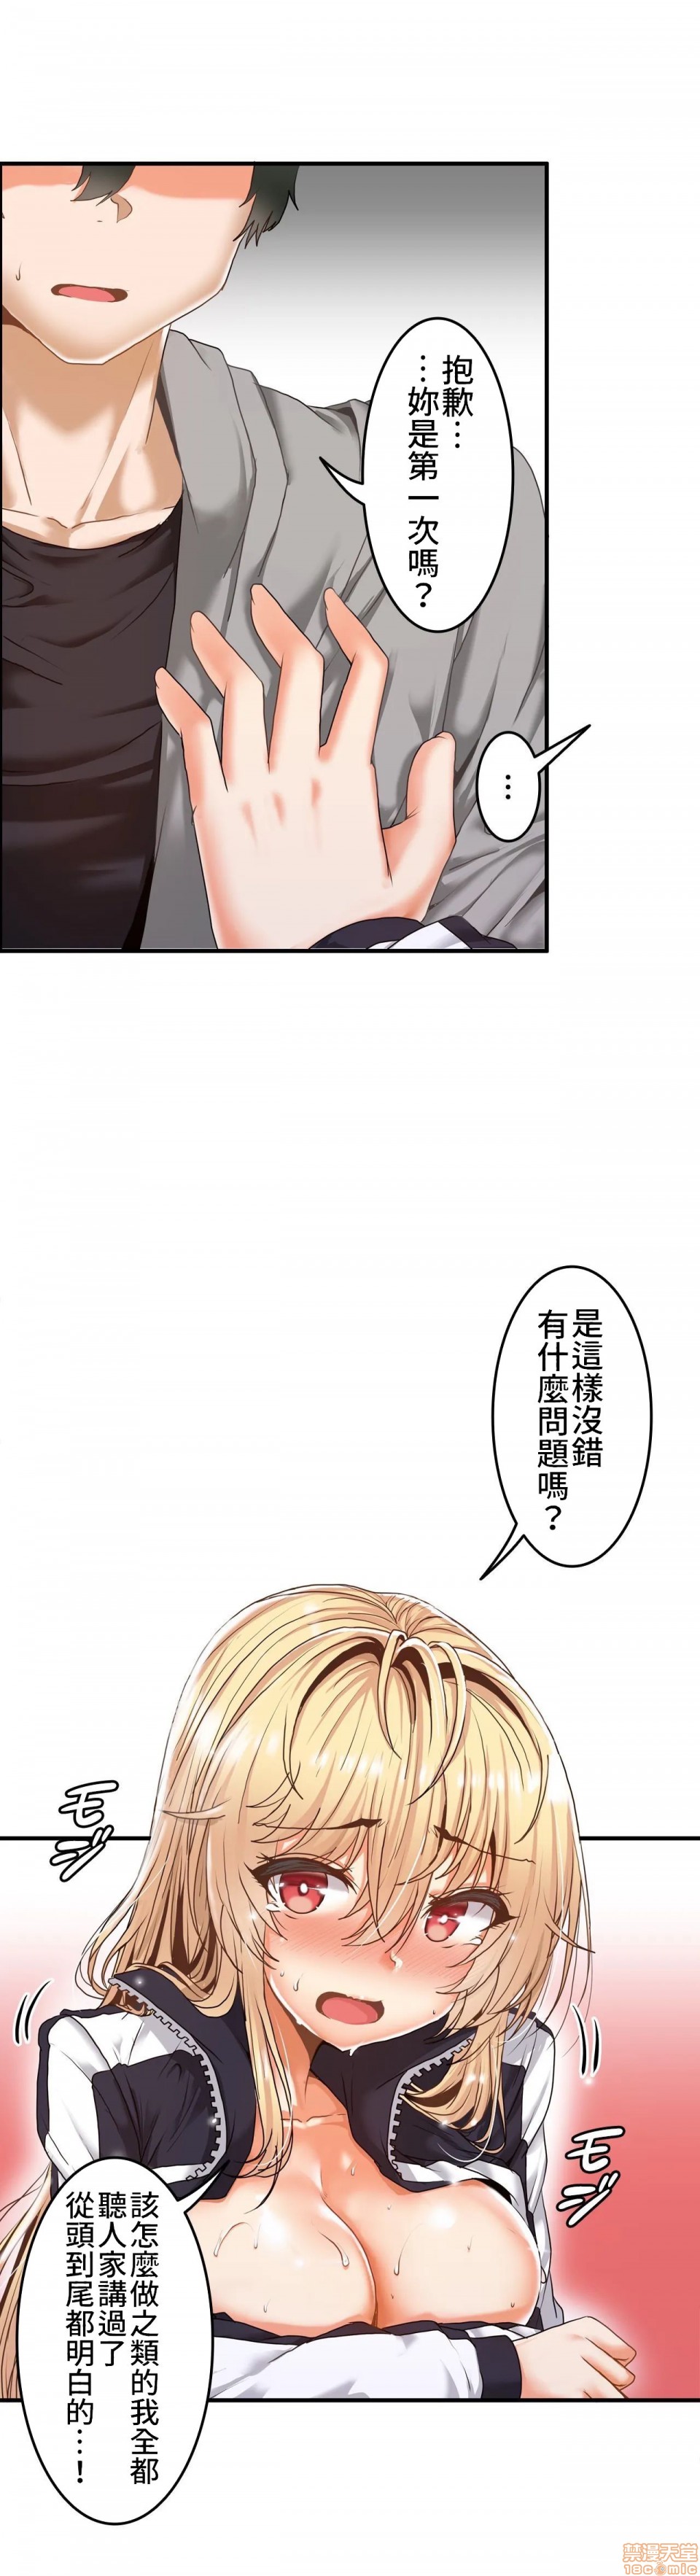 抱歉…
…妳是第一次嗎？
…
是這樣沒錯
有什麼問題嗎？
モジ
モジ
該怎麼做之類的我全都
聽人家講過了
從頭到尾都明白的…！
禁漫天堂
18comic